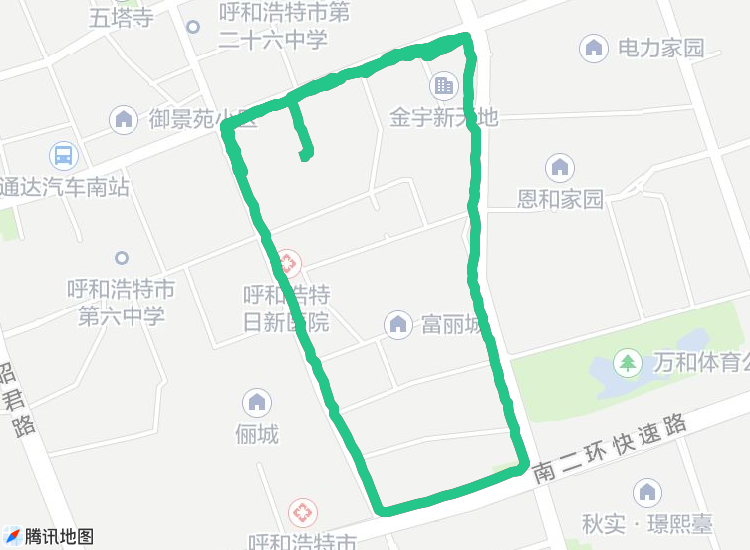 五塔寺
呼和浩特市第
二十六中学
电力家园
御景苑小区
金宇新天地
通达汽车南站
恩和家园
呼和浩特市
第六中学
呼和浩特
日新医院
富丽城
万和体育公
昭君路
俪城
南二环快速路
秋实·璟熙臺
呼和浩特市
腾讯地图